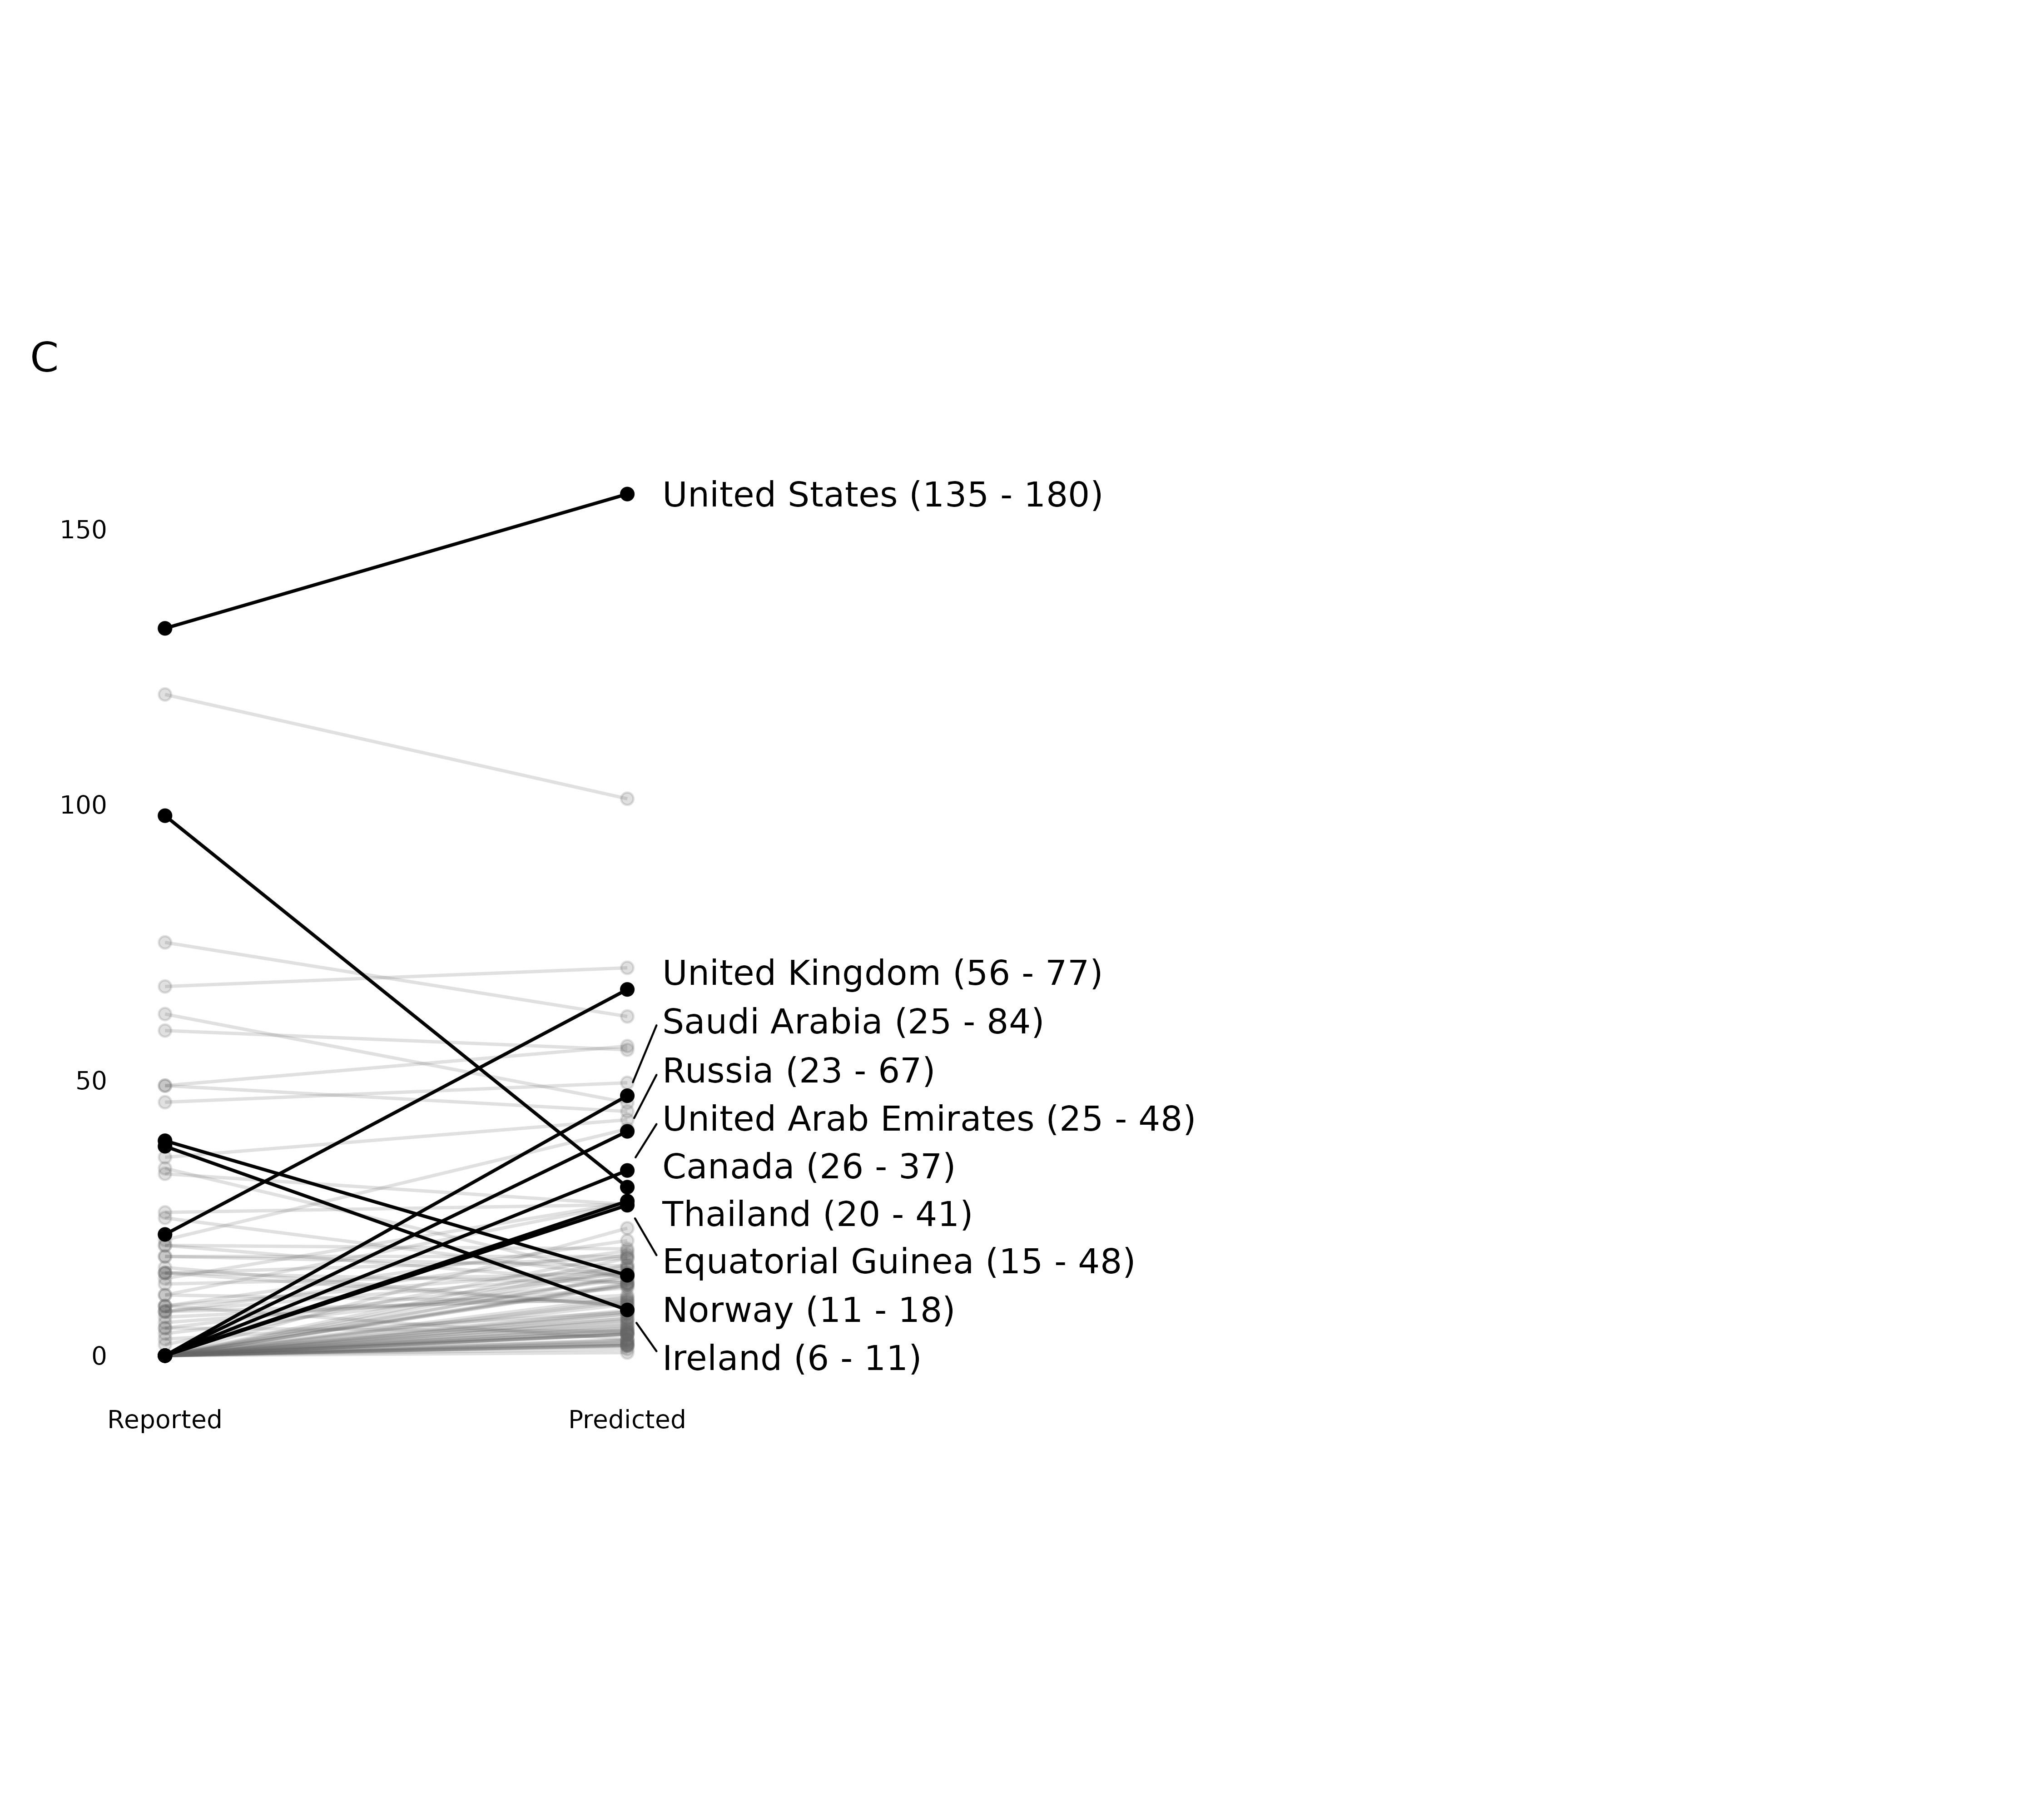 C
United States (135 - 180)
150
100
United Kingdom (56 - 77)
Saudi Arabia (25 - 84)
Russia (23 - 67)
50
United Arab Emirates (25 - 48)
Canada (26 - 37)
Thailand (20 - 41)
Equatorial Guinea (15 - 48)
Norway (11 - 18)
0
Ireland (6 - 11)
Reported
Predicted